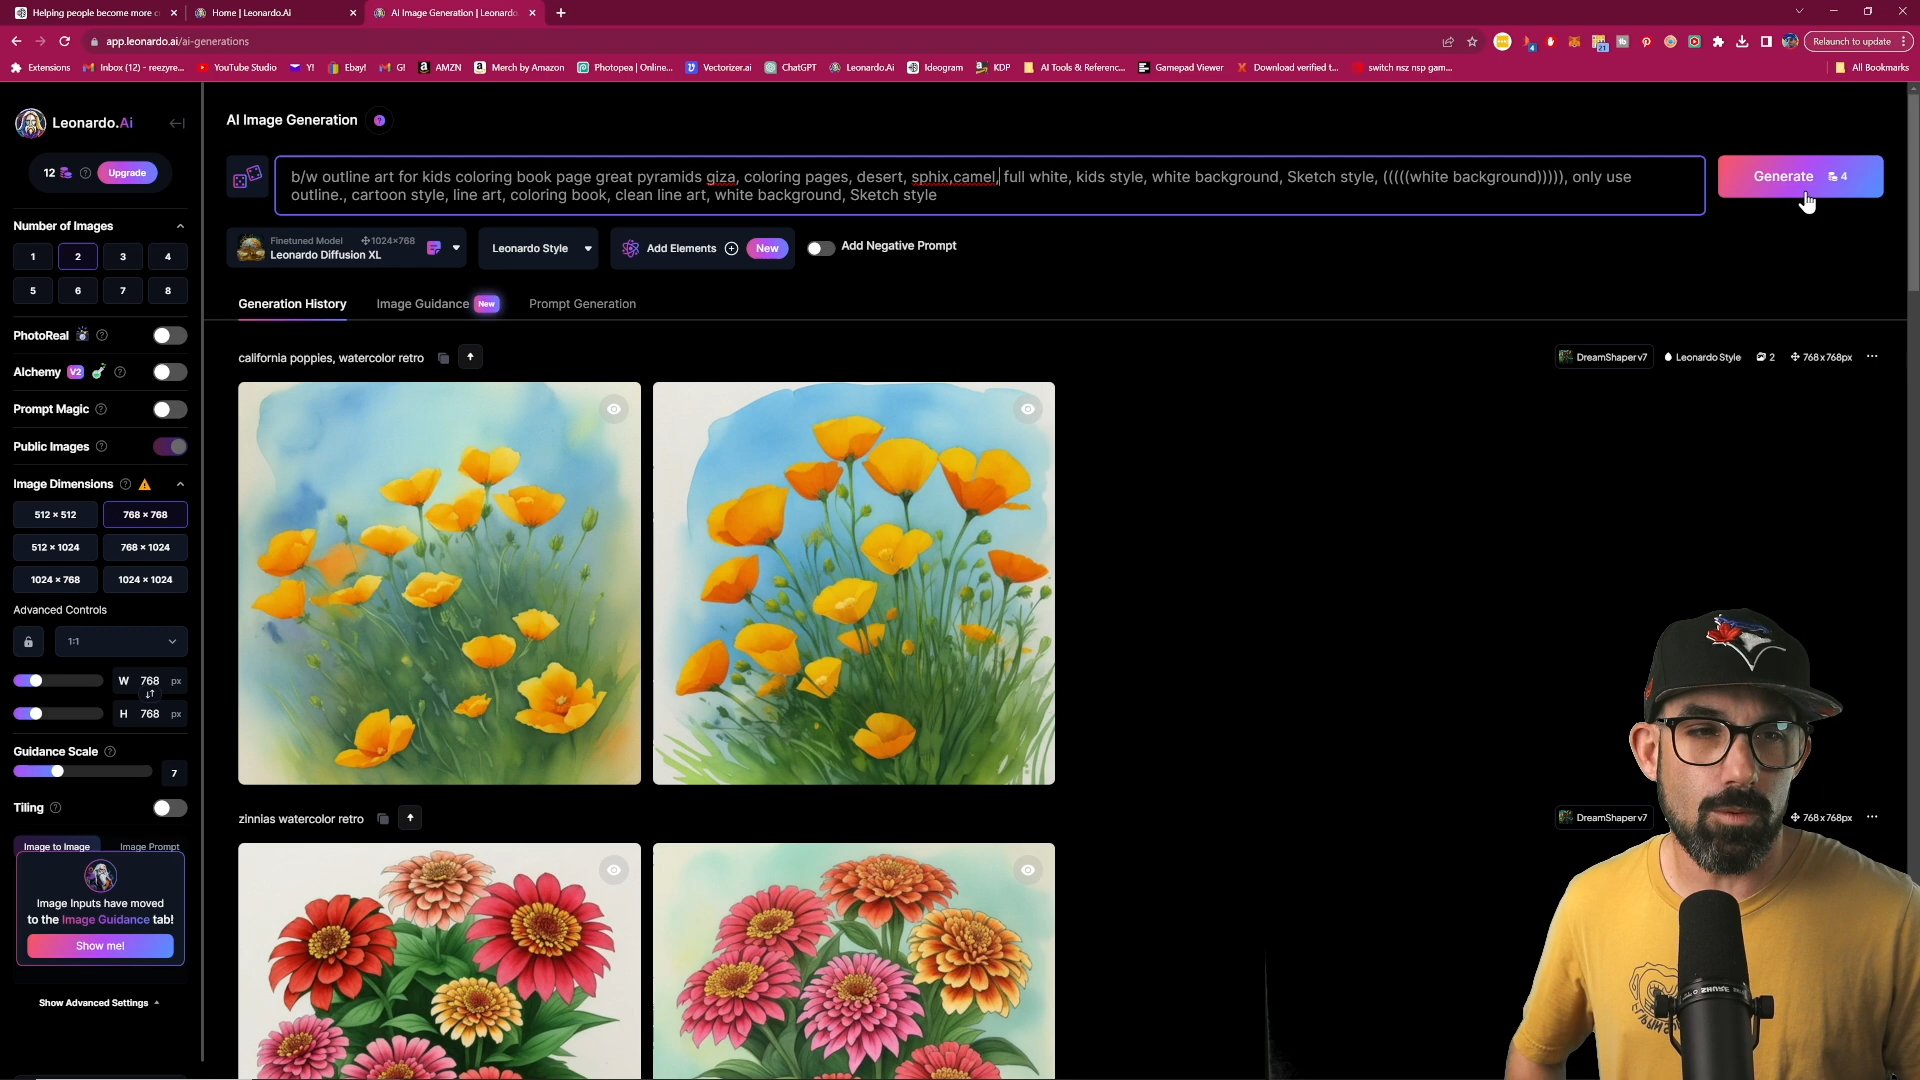 Helping people become more c
Home | Leonardo.Ai
AI Image Generation | Leonardo
app.leonardo.ai/ai-generations
Relaunch to update
Extensions
Inbox (12) - reezyre...
YouTube Studio
Y!
Ebay!
G!
AMZN
Merch by Amazon
Photopea | Online...
Vectorizer.ai
ChatGPT
Leonardo.Ai
Ideogram
KDP
AI Tools & Referenc...
Gamepad Viewer
Download verified t...
switch nsz nsp gam...
All Bookmarks
Leonardo.Ai
12
Upgrade
AI Image Generation
b/w outline art for kids coloring book page great pyramids giza, coloring pages, desert, sphix,camel, full white, kids style, white background, Sketch style, (((((white background))))), only use
outline., cartoon style, line art, coloring book, clean line art, white background, Sketch style
Generate 4
Number of Images
1 2 3 4
5 6 7 8
Finetuned Model 1024×768
Leonardo Diffusion XL
Leonardo Style
Add Elements
New
Add Negative Prompt
Generation History
Image Guidance
New
Prompt Generation
PhotoReal
Alchemy V2
Prompt Magic
Public Images
Image Dimensions
512 × 512
768 × 768
512 × 1024
768 × 1024
1024 × 768
1024 × 1024
Advanced Controls
1:1
W 768 px
H 768 px
Guidance Scale
7
Tiling
Image to Image
Image Prompt
Image Inputs have moved
to the Image Guidance tab!
Show me!
Show Advanced Settings
california poppies, watercolor retro
DreamShaper v7
Leonardo Style
2
768 x 768px
zinnias watercolor retro
DreamShaper v7
768 x 768px